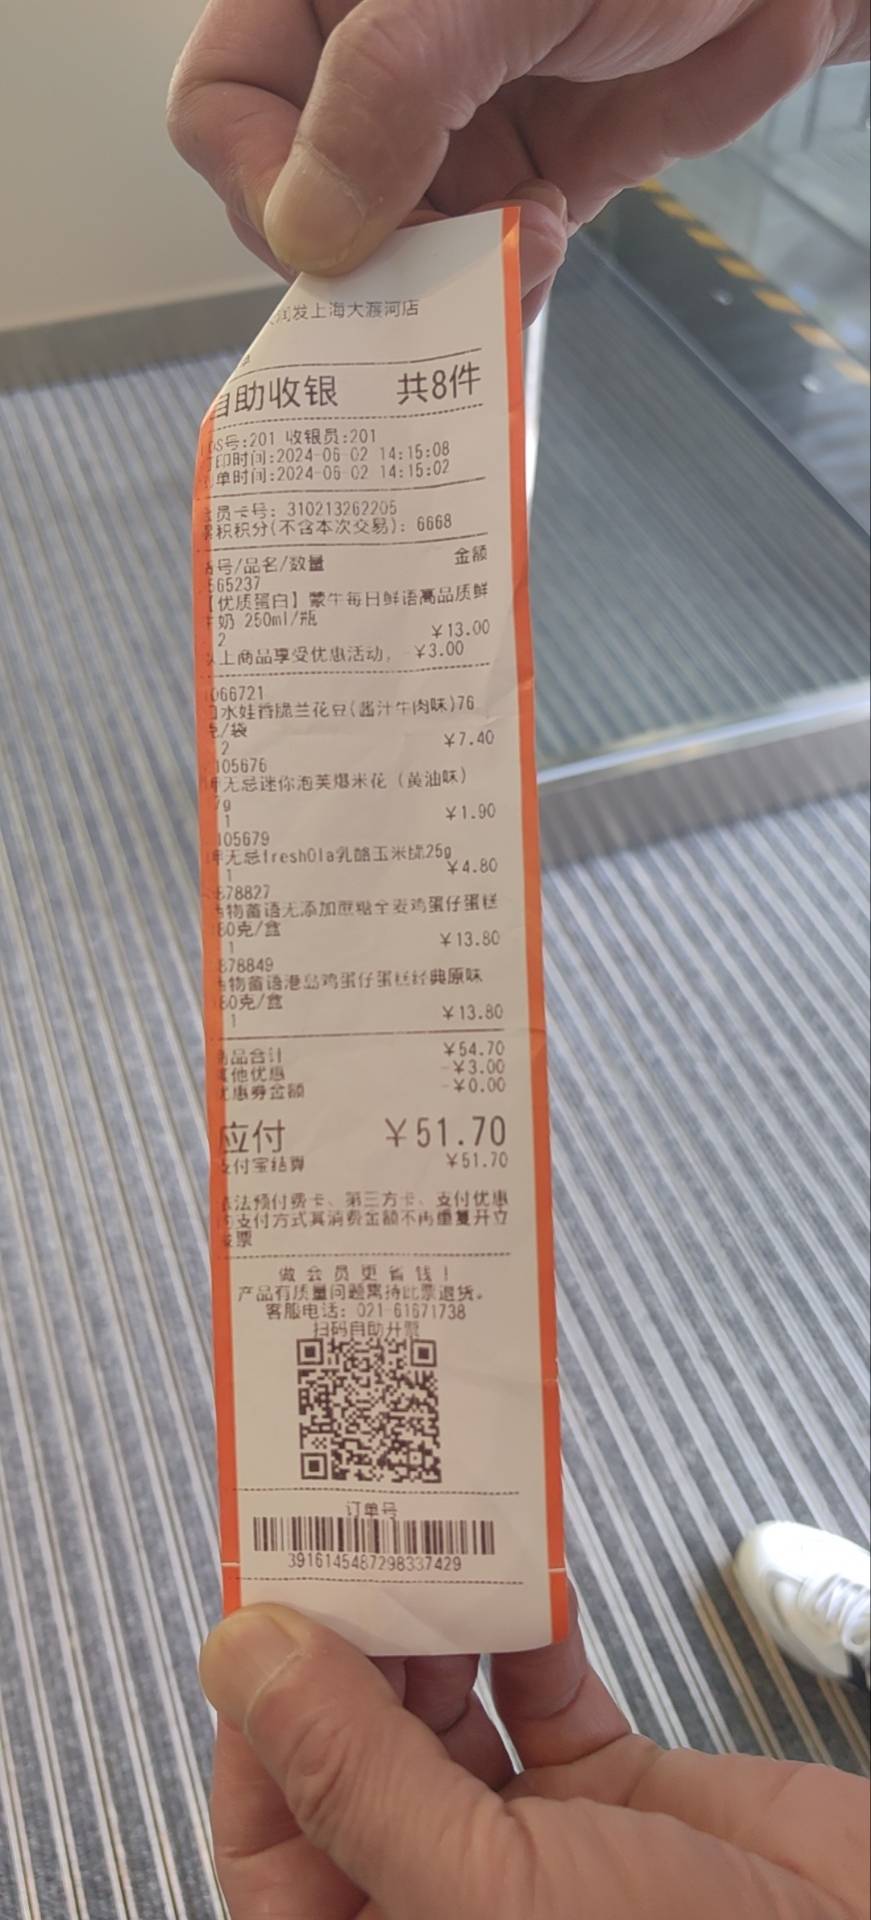 润发上海大渡河店
自助收银 共8件
OS号:201 收银员:201
印时间:2024-06-02 14:15:08
单时间:2024-06-02 14:15:02
员卡号: 310213262205
积积分(不含本次交易): 6668
号/品名/数量 金额
565237
【优质蛋白】蒙牛每日鲜语高品质鲜
奶 250ml/瓶
2 ￥13.00
上商品享受优惠活动, -￥3.00
066721
水娃香脆兰花豆(酱汁牛肉味)76
/袋
2 ￥7.40
105676
无忌迷你泡芙爆米花（黄油味）
7g
1 ￥1.90
105679
无忌freshOla乳酪玉米脆25g
1 ￥4.80
878827
物蕾语无添加蔗糖全麦鸡蛋仔蛋糕
80克/盒
1 ￥13.80
878849
物蕾语港岛鸡蛋仔蛋糕经典原味
80克/盒
1 ￥13.80
品合计 ￥54.70
他优惠 -￥3.00
惠券金额 -￥0.00
应付 ￥51.70
付宝结算 ￥51.70
法预付费卡、第三方卡、支付优惠
支付方式其消费金额不再重复开立
票
做会员更省钱!
产品有质量问题需持此票退货。
客服电话: 021-61671738
扫码自助开票
订单号
3916145487298337429